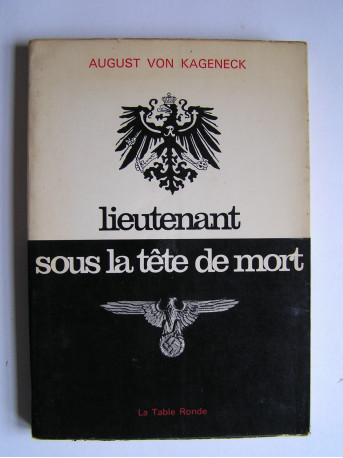 AUGUST VON KAGENECK
lieutenant
sous la tête de mort
La Table Ronde